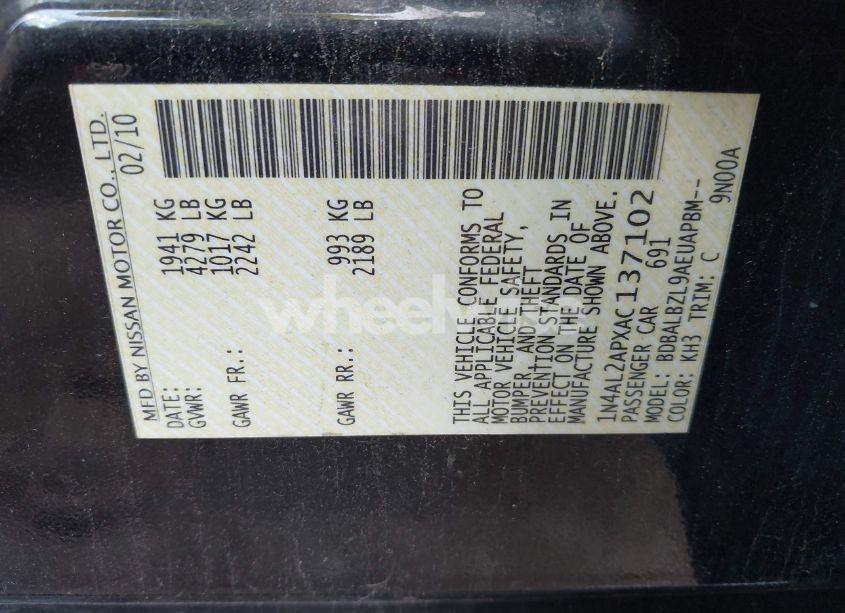 MFD BY NISSAN MOTOR CO., LTD.
DATE: 02/10
GVWR: 1941 KG
4279 LB
GAWR FR.: 1017 KG
2242 LB
GAWR RR.: 993 KG
2189 LB
THIS VEHICLE CONFORMS TO
ALL APPLICABLE FEDERAL
MOTOR VEHICLE SAFETY,
BUMPER, AND THEFT
PREVENTION STANDARDS IN
EFFECT ON THE DATE OF
MANUFACTURE SHOWN ABOVE.
1N4AL2APXAC137102
PASSENGER CAR 691
MODEL: BDBALBZL9AEUAPBM--
COLOR: KH3 TRIM: C 9N00A